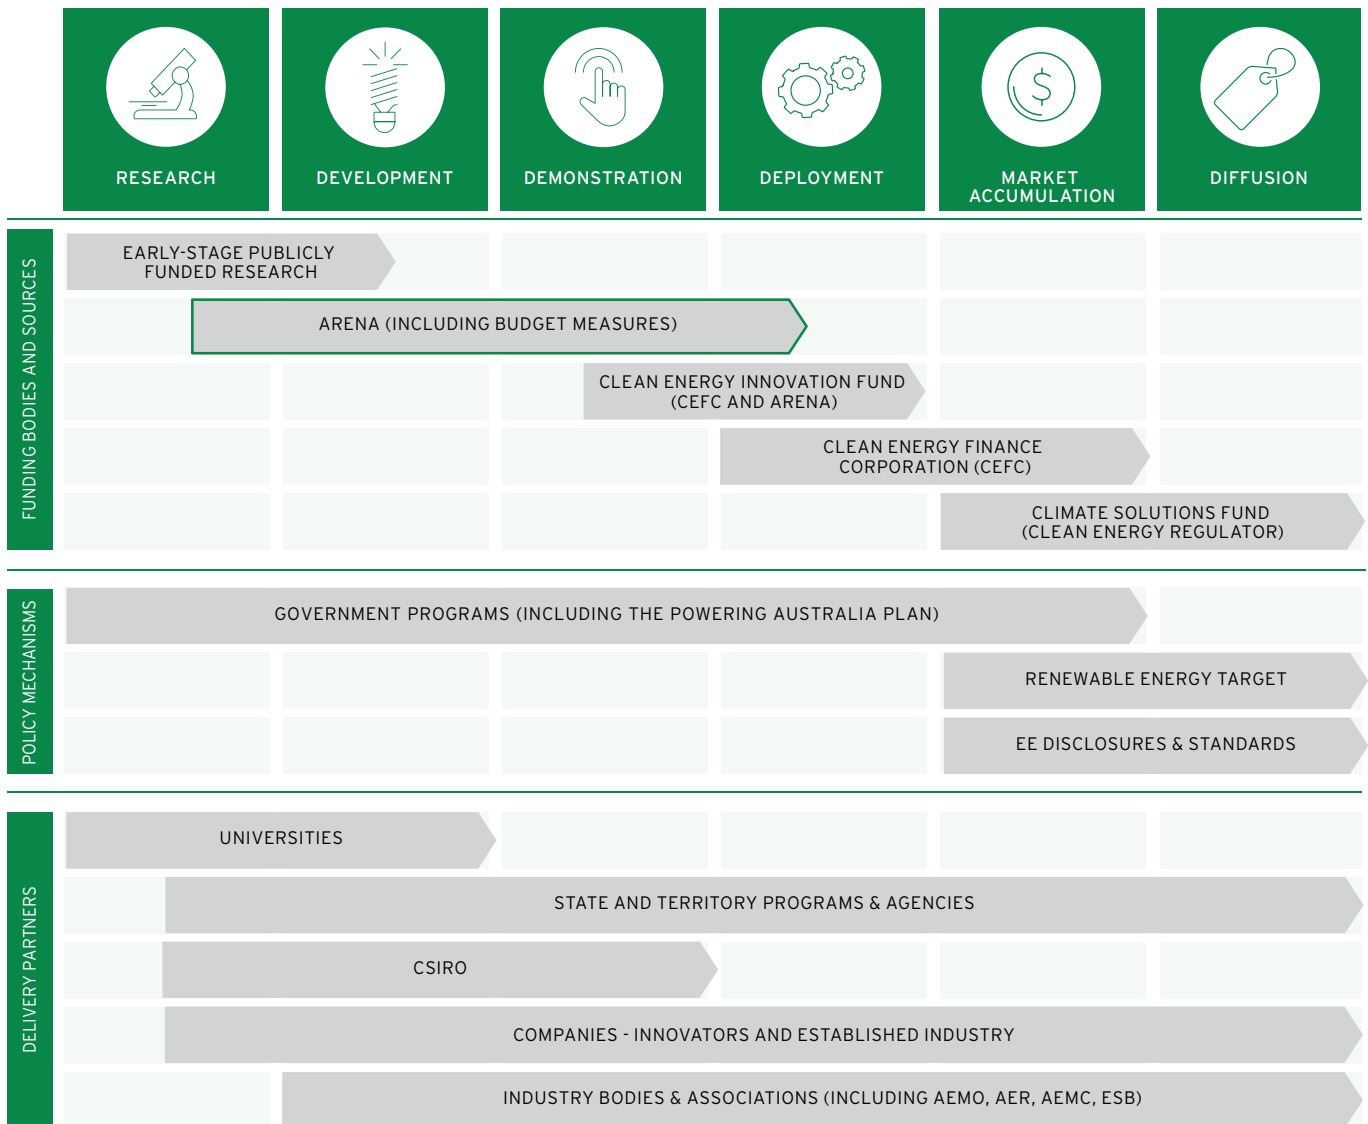 RESEARCH
DEVELOPMENT
DEMONSTRATION
DEPLOYMENT
MARKET
ACCUMULATION
DIFFUSION
FUNDING BODIES AND SOURCES
EARLY-STAGE PUBLICLY
FUNDED RESEARCH
ARENA (INCLUDING BUDGET MEASURES)
CLEAN ENERGY INNOVATION FUND
(CEFC AND ARENA)
CLEAN ENERGY FINANCE
CORPORATION (CEFC)
CLIMATE SOLUTIONS FUND
(CLEAN ENERGY REGULATOR)
POLICY MECHANISMS
GOVERNMENT PROGRAMS (INCLUDING THE POWERING AUSTRALIA PLAN)
RENEWABLE ENERGY TARGET
EE DISCLOSURES & STANDARDS
DELIVERY PARTNERS
UNIVERSITIES
STATE AND TERRITORY PROGRAMS & AGENCIES
CSIRO
COMPANIES - INNOVATORS AND ESTABLISHED INDUSTRY
INDUSTRY BODIES & ASSOCIATIONS (INCLUDING AEMO, AER, AEMC, ESB)